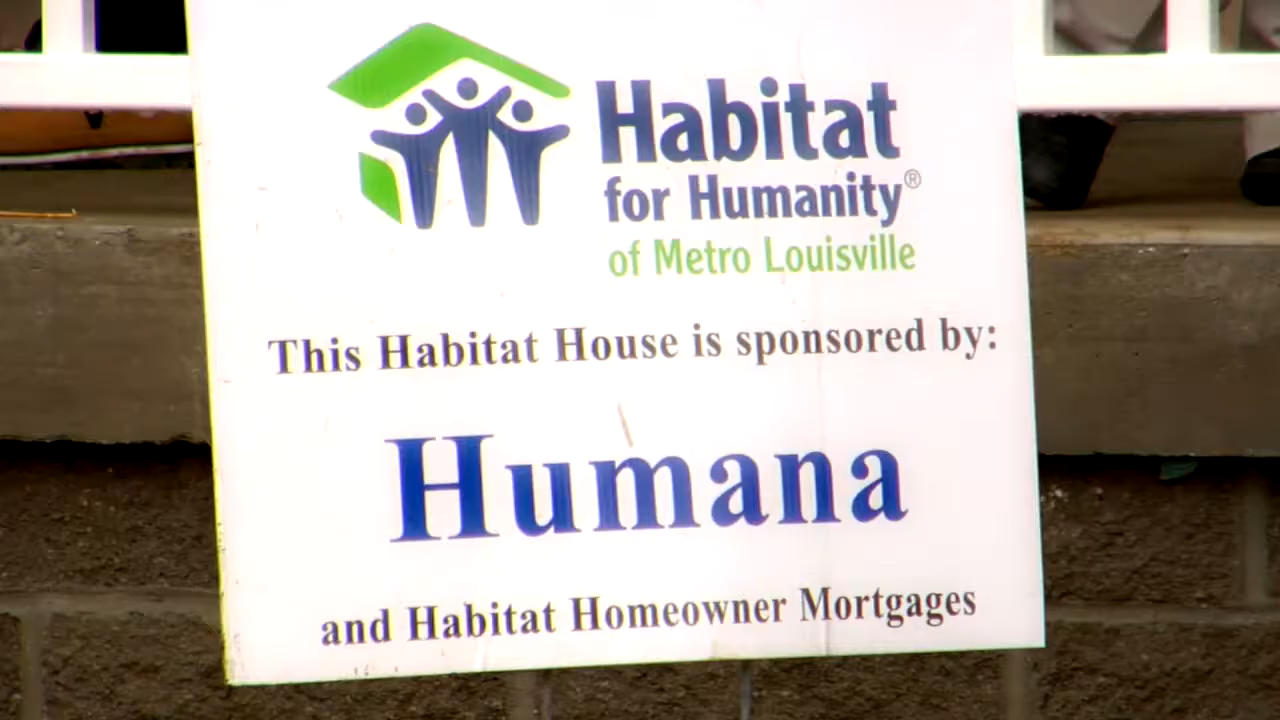 Habitat
for Humanity®
of Metro Louisville
This Habitat House is sponsored by:
Humana
and Habitat Homeowner Mortgages